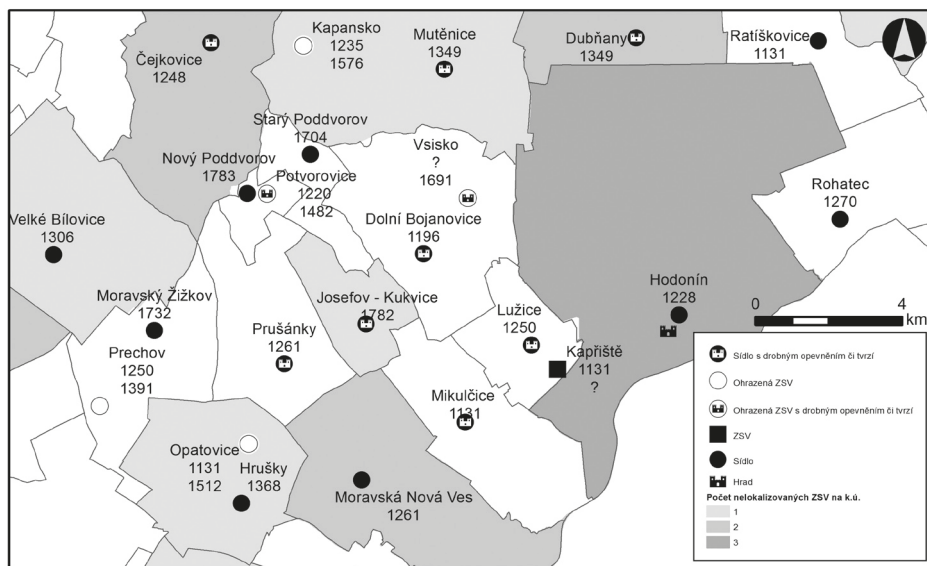 Kapansko
1235
1576
Mutěnice
1349
Dubňany
1349
Ratíškovice
1131
Čejkovice
1248
Starý Poddvorov
1704
Nový Poddvorov
1783
Potvorovice
1220
1482
Vsisko
?
1691
Rohatec
1270
Velké Bílovice
1306
Dolní Bojanovice
1196
Moravský Žižkov
1732
Josefov - Kukvice
1782
Hodonín
1228
Lužice
1250
0 4
km
Prechov
1250
1391
Prušánky
1261
Kapřiště
1131
?
Mikulčice
1131
Opatovice
1131
1512
Hrušky
1368
Moravská Nová Ves
1261
Sídlo s drobným opevněním či tvrzí
Ohrazená ZSV
Ohrazená ZSV s drobným opevněním či tvrzí
ZSV
Sídlo
Hrad
Počet nelokalizovaných ZSV na k.ú.
1
2
3